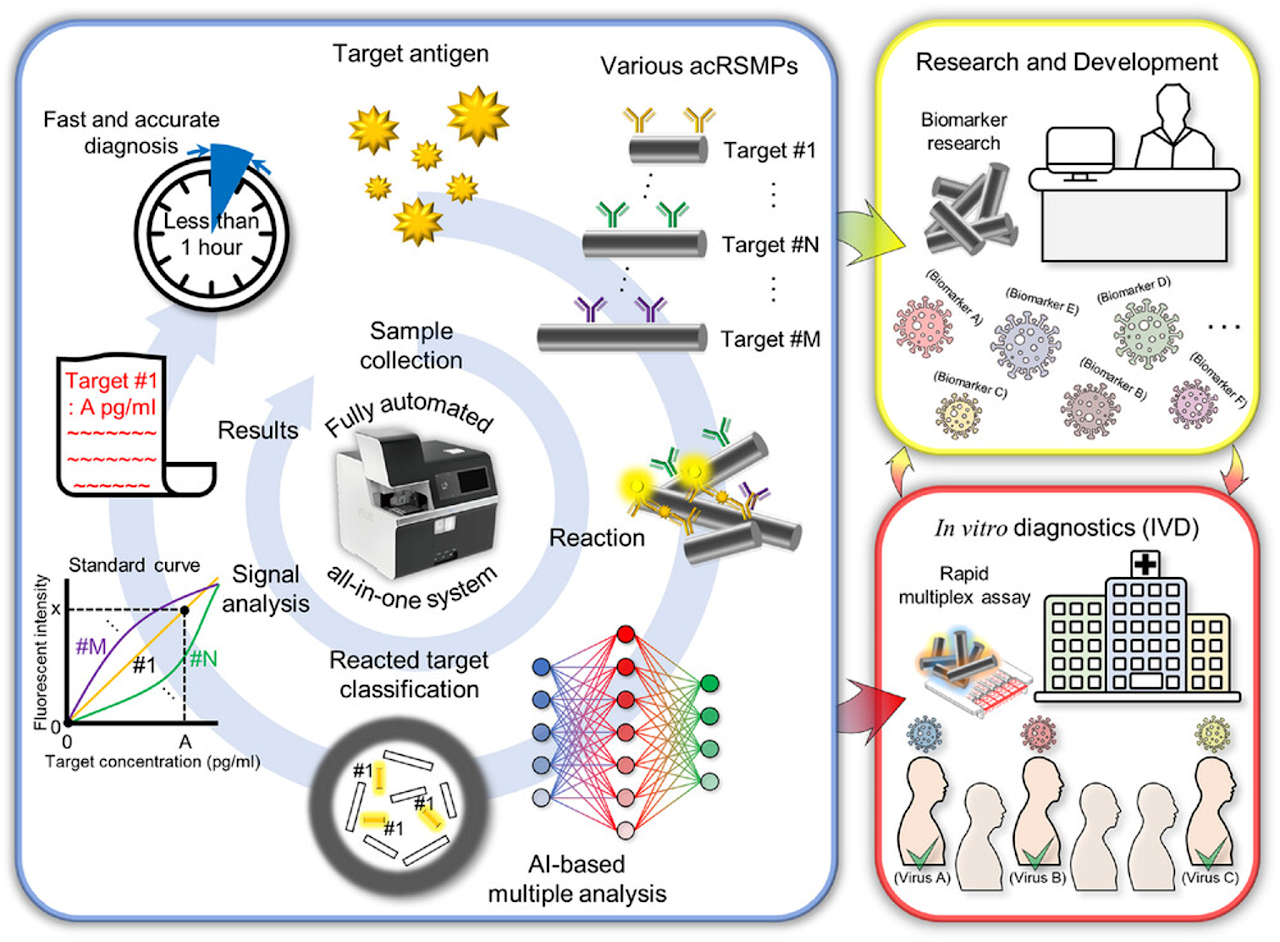 Target antigen
Various acRSMPs
Target #1
Target #N
Target #M
Fast and accurate
diagnosis
Less than
1 hour
Sample
collection
Fully automated
all-in-one system
Target #1
: A pg/ml
Results
Reaction
Standard curve
Signal
analysis
Fluorescent intensity
x
#M
#1
#N
0
0
A
Target concentration (pg/ml)
Reacted target
classification
#1
#1
#1
AI-based
multiple analysis
Research and Development
Biomarker
research
(Biomarker A)
(Biomarker E)
(Biomarker D)
...
(Biomarker C)
(Biomarker B)
(Biomarker F)
In vitro diagnostics (IVD)
Rapid
multiplex assay
(Virus A)
(Virus B)
(Virus C)